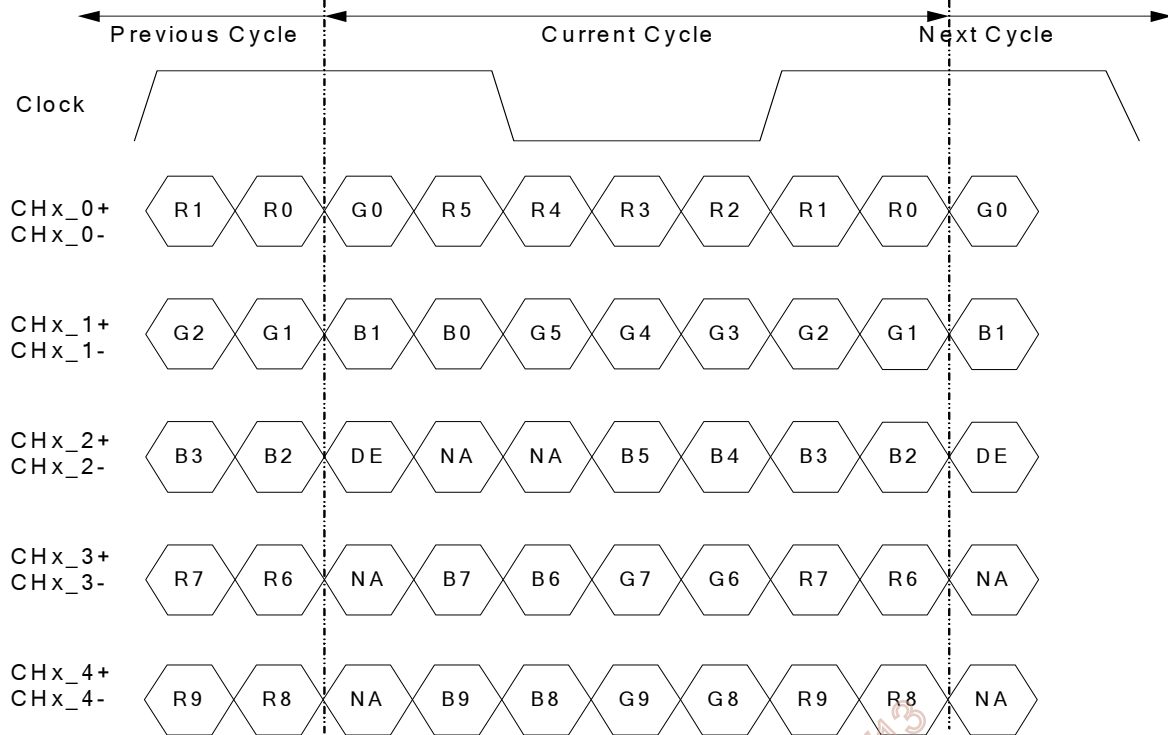 Previous Cycle Current Cycle Next Cycle
Clock
CHx_0+
CHx_0-
R1 R0 G0 R5 R4 R3 R2 R1 R0 G0
CHx_1+
CHx_1-
G2 G1 B1 B0 G5 G4 G3 G2 G1 B1
CHx_2+
CHx_2-
B3 B2 DE NA NA B5 B4 B3 B2 DE
CHx_3+
CHx_3-
R7 R6 NA B7 B6 G7 G6 R7 R6 NA
CHx_4+
CHx_4-
R9 R8 NA B9 B8 G9 G8 R9 R8 NA